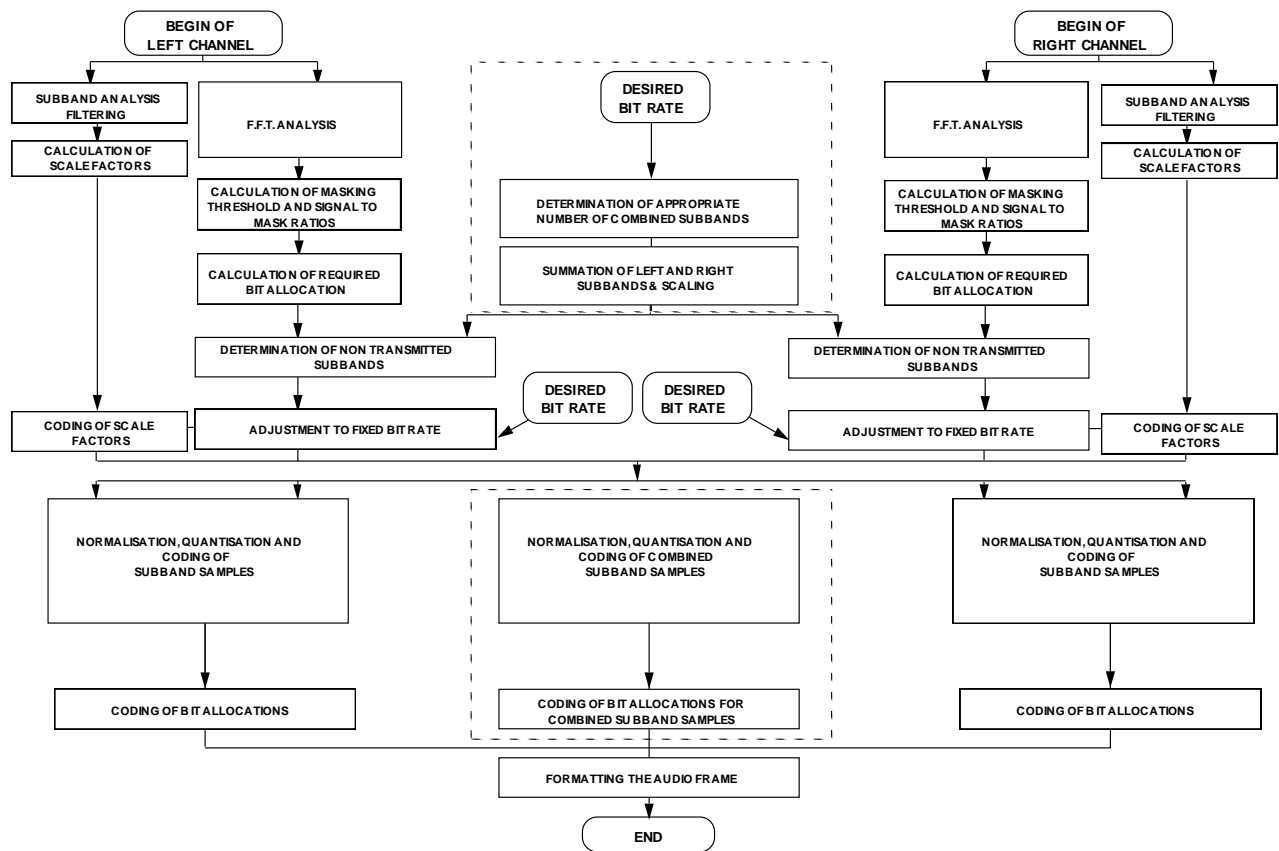 BEGIN OF
LEFT CHANNEL
BEGIN OF
RIGHT CHANNEL
SUBBAND ANALYSIS
FILTERING
F.F.T. ANALYSIS
DESIRED
BIT RATE
F.F.T. ANALYSIS
SUBBAND ANALYSIS
FILTERING
CALCULATION OF
SCALE FACTORS
CALCULATION OF
SCALE FACTORS
CALCULATION OF MASKING
THRESHOLD AND SIGNAL TO
MASK RATIOS
DETERMINATION OF APPROPRIATE
NUMBER OF COMBINED SUBBANDS
CALCULATION OF MASKING
THRESHOLD AND SIGNAL TO
MASK RATIOS
CALCULATION OF REQUIRED
BIT ALLOCATION
SUMMATION OF LEFT AND RIGHT
SUBBANDS & SCALING
CALCULATION OF REQUIRED
BIT ALLOCATION
DETERMINATION OF NON TRANSMITTED
SUBBANDS
DETERMINATION OF NON TRANSMITTED
SUBBANDS
DESIRED
BIT RATE
DESIRED
BIT RATE
CODING OF SCALE
FACTORS
ADJUSTMENT TO FIXED BIT RATE
ADJUSTMENT TO FIXED BIT RATE
CODING OF SCALE
FACTORS
NORMALISATION, QUANTISATION AND
CODING OF
SUBBAND SAMPLES
NORMALISATION, QUANTISATION AND
CODING OF COMBINED
SUBBAND SAMPLES
NORMALISATION, QUANTISATION AND
CODING OF
SUBBAND SAMPLES
CODING OF BIT ALLOCATIONS
CODING OF BIT ALLOCATIONS FOR
COMBINED SUBBAND SAMPLES
CODING OF BIT ALLOCATIONS
FORMATTING THE AUDIO FRAME
END